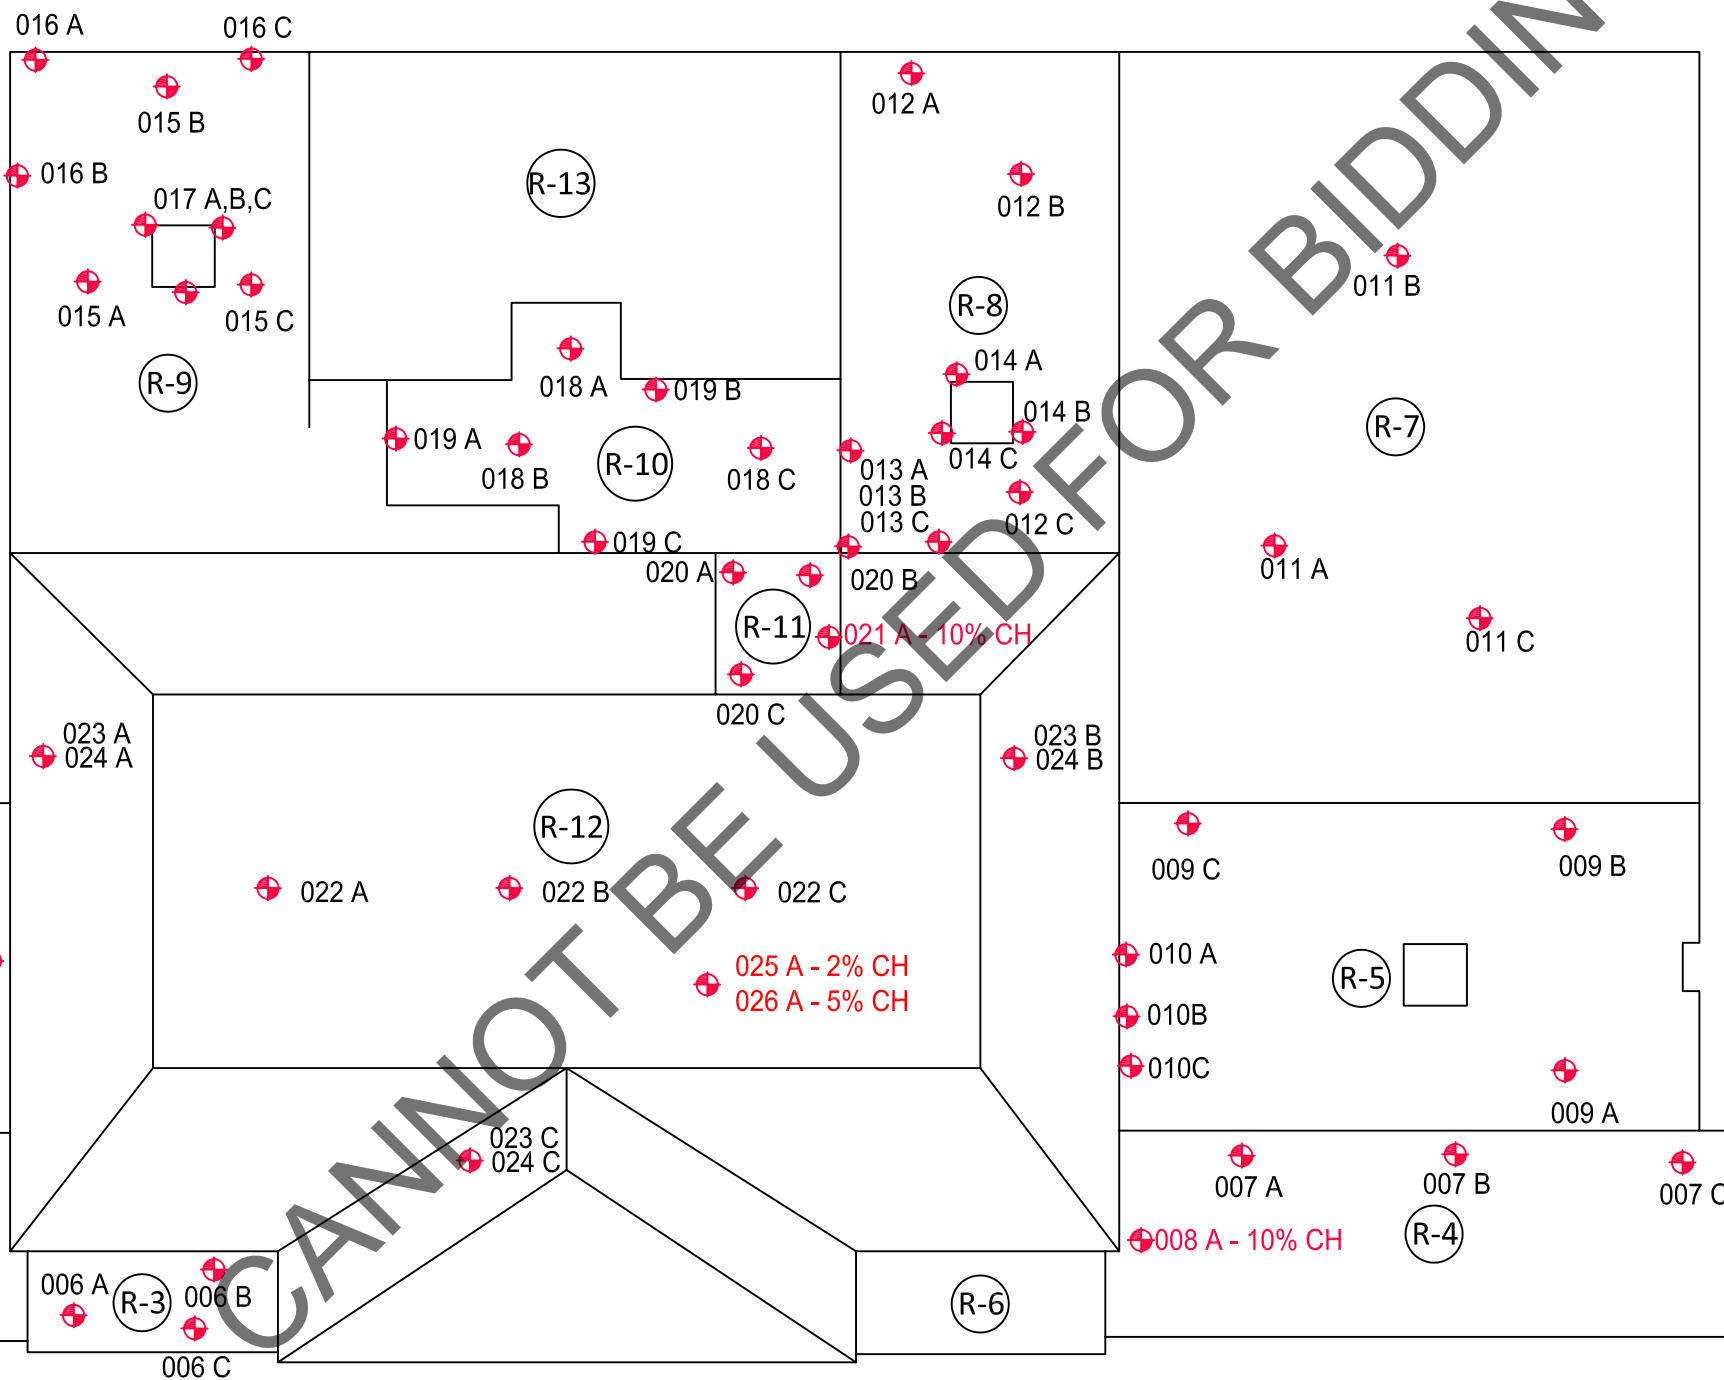 016 A
016 C
015 B
012 A
016 B
017 A,B,C
R-13
012 B
015 A
015 C
R-8
011 B
R-9
018 A
019 B
014 A
019 A
018 B
R-10
018 C
014 B
014 C
R-7
013 A
013 B
013 C
012 C
019 C
020 A
020 B
011 A
R-11
021 A - 10% CH
011 C
020 C
023 A
024 A
023 B
024 B
R-12
009 C
009 B
022 A
022 B
022 C
025 A - 2% CH
026 A - 5% CH
010 A
R-5
010B
010C
009 A
023 C
024 C
007 A
007 B
007 C
008 A - 10% CH
R-4
006 A
R-3
006 B
006 C
R-6
CANNOT BE USED FOR BIDDIN